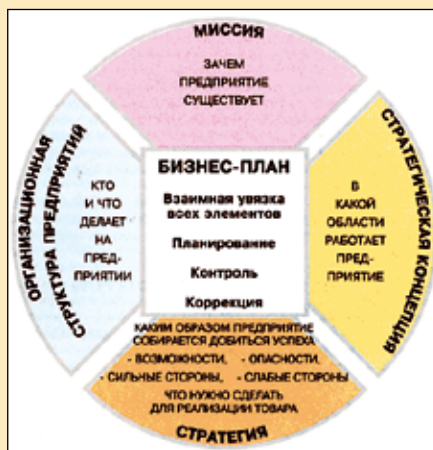 МИССИЯ
ЗАЧЕМ
ПРЕДПРИЯТИЕ
СУЩЕСТВУЕТ
ОРГАНИЗАЦИОННАЯ
СТРУКТУРА ПРЕДПРИЯТИЙ
КТО
И ЧТО
ДЕЛАЕТ
НА
ПРЕД-
ПРИЯТИИ
БИЗНЕС-ПЛАН
Взаимная увязка
всех элементов
Планирование
Контроль
Коррекция
В
КАКОЙ
ОБЛАСТИ
РАБОТАЕТ
ПРЕД-
ПРИЯТИЕ
СТРАТЕГИЧЕСКАЯ КОНЦЕПЦИЯ
КАКИМ ОБРАЗОМ ПРЕДПРИЯТИЕ
СОБИРАЕТСЯ ДОБИТЬСЯ УСПЕХА
- ВОЗМОЖНОСТИ, - ОПАСНОСТИ,
- СИЛЬНЫЕ СТОРОНЫ, - СЛАБЫЕ СТОРОНЫ
ЧТО НУЖНО СДЕЛАТЬ
ДЛЯ РЕАЛИЗАЦИИ ТОВАРА
СТРАТЕГИЯ